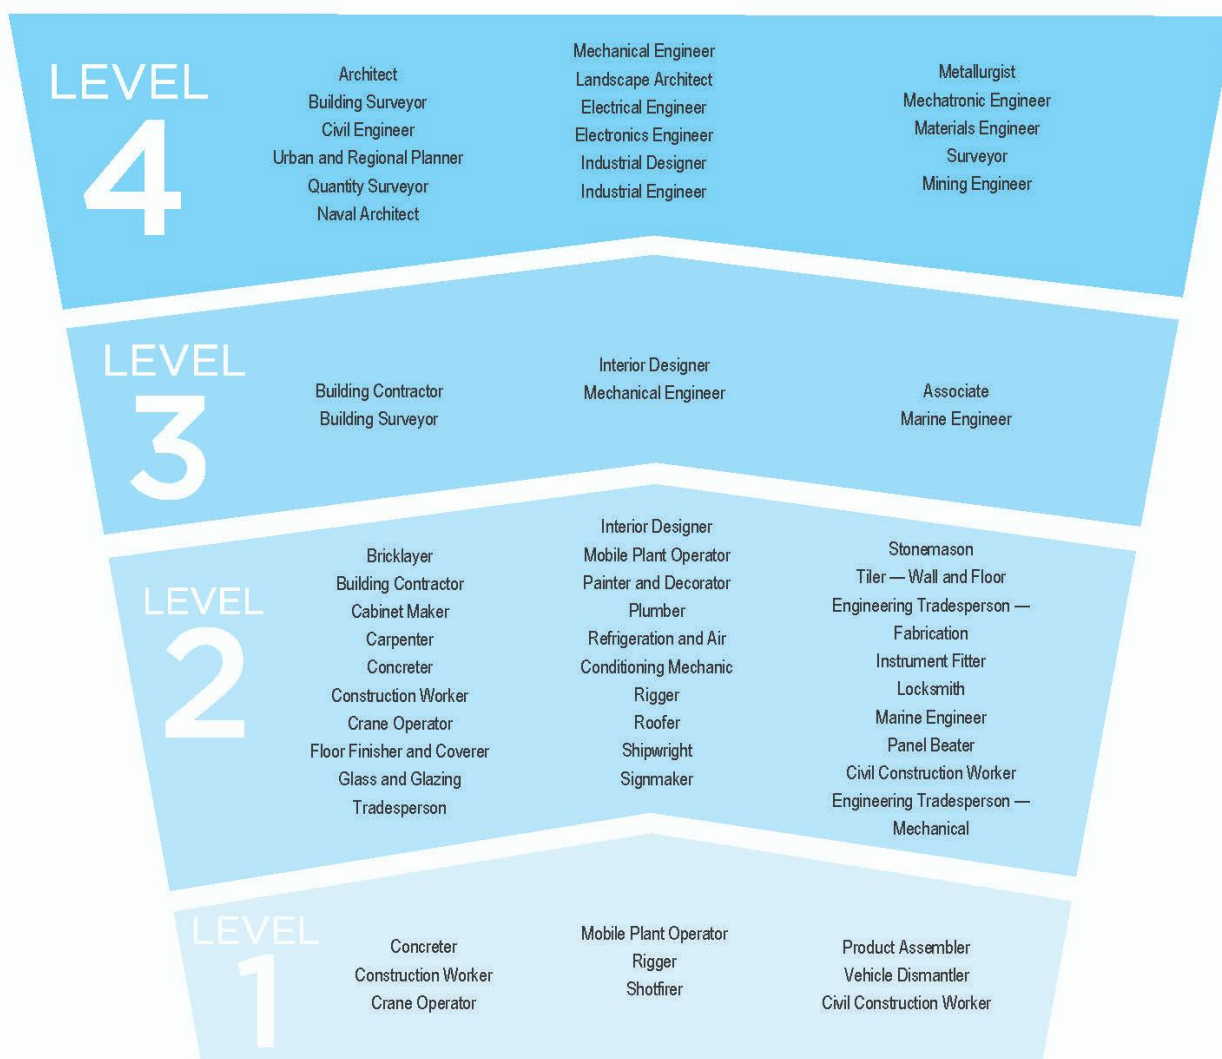 LEVEL
4
Architect
Building Surveyor
Civil Engineer
Urban and Regional Planner
Quantity Surveyor
Naval Architect
Mechanical Engineer
Landscape Architect
Electrical Engineer
Electronics Engineer
Industrial Designer
Industrial Engineer
Metallurgist
Mechatronic Engineer
Materials Engineer
Surveyor
Mining Engineer
LEVEL
3
Building Contractor
Building Surveyor
Interior Designer
Mechanical Engineer
Associate
Marine Engineer
LEVEL
2
Bricklayer
Building Contractor
Cabinet Maker
Carpenter
Concreter
Construction Worker
Crane Operator
Floor Finisher and Coverer
Glass and Glazing
Tradesperson
Interior Designer
Mobile Plant Operator
Painter and Decorator
Plumber
Refrigeration and Air
Conditioning Mechanic
Rigger
Roofer
Shipwright
Signmaker
Stonemason
Tiler — Wall and Floor
Engineering Tradesperson —
Fabrication
Instrument Fitter
Locksmith
Marine Engineer
Panel Beater
Civil Construction Worker
Engineering Tradesperson —
Mechanical
LEVEL
1
Concreter
Construction Worker
Crane Operator
Mobile Plant Operator
Rigger
Shotfirer
Product Assembler
Vehicle Dismantler
Civil Construction Worker